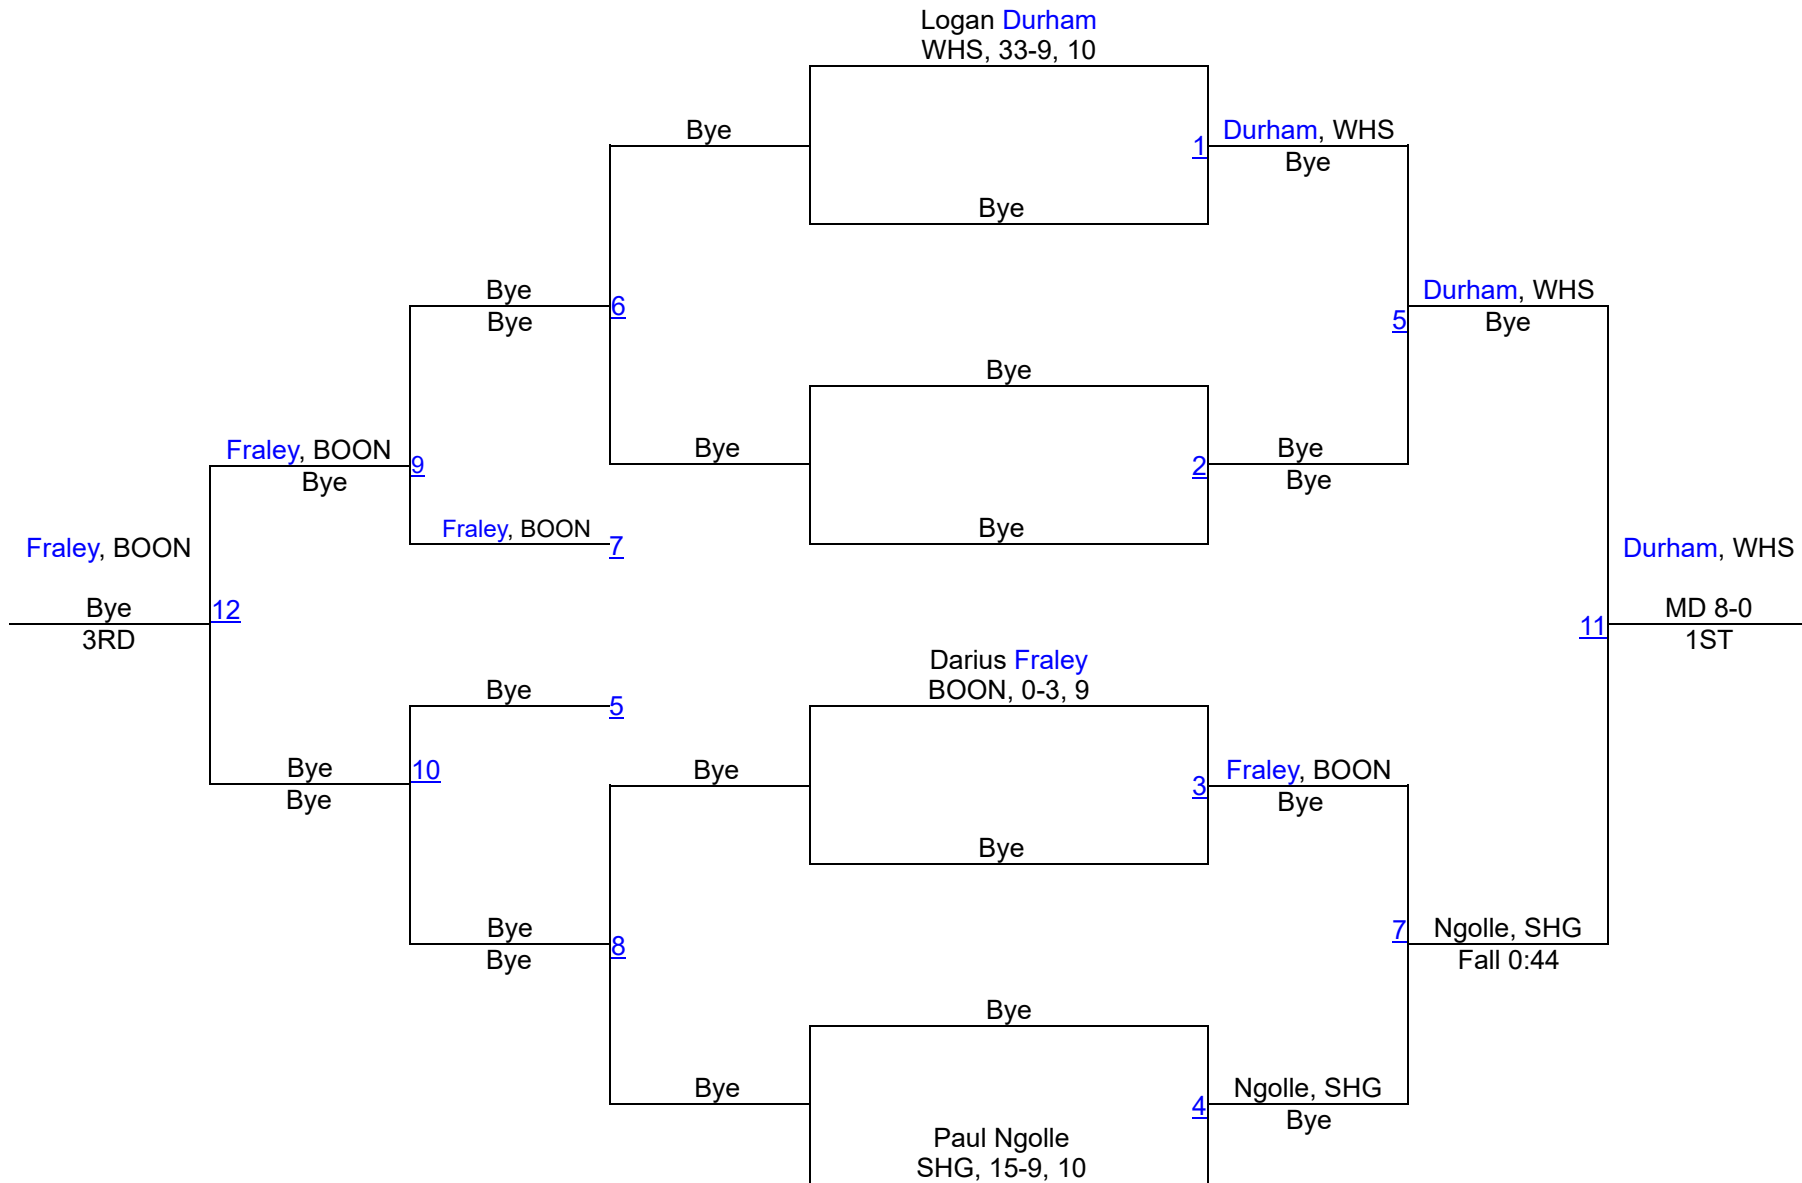 Logan Durham
WHS, 33-9, 10
Bye
1
Durham, WHS
Bye
Bye
Bye
Bye
6
5
Durham, WHS
Bye
Bye
Fraley, BOON
Bye
9
Bye
2
Bye
Bye
Fraley, BOON
7
Bye
Fraley, BOON
Bye
3RD
12
Durham, WHS
MD 8-0
1ST
11
Darius Fraley
BOON, 0-3, 9
Bye
5
Bye
Bye
10
Bye
3
Fraley, BOON
Bye
Bye
Bye
Bye
8
7
Ngolle, SHG
Fall 0:44
Bye
Bye
4
Ngolle, SHG
Bye
Paul Ngolle
SHG, 15-9, 10